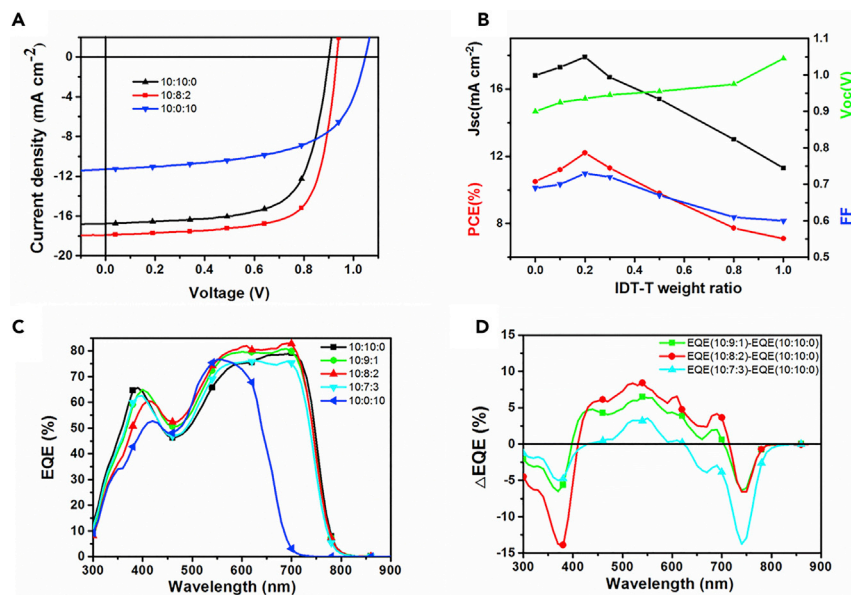 A
Current density (mA cm-2)
0
-4
-8
-12
-16
-20
10:10:0
10:8:2
10:0:10
0.0 0.2 0.4 0.6 0.8 1.0
Voltage (V)
B
Jsc(mA cm-2)
PCE(%)
20
16
12
8
1.1
1.0
0.9
0.8
0.7
0.6
0.5
Voc(V)
FF
0.0 0.2 0.4 0.6 0.8 1.0
IDT-T weight ratio
C
EQE (%)
80
70
60
50
40
30
20
10
0
10:10:0
10:9:1
10:8:2
10:7:3
10:0:10
300 400 500 600 700 800 900
Wavelength (nm)
D
△EQE (%)
15
10
5
0
-5
-10
-15
EQE(10:9:1)-EQE(10:10:0)
EQE(10:8:2)-EQE(10:10:0)
EQE(10:7:3)-EQE(10:10:0)
300 400 500 600 700 800 900
Wavelength (nm)